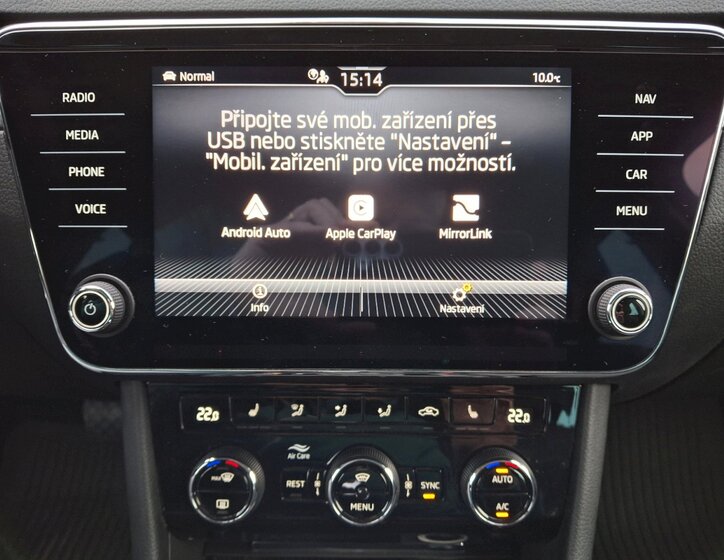 RADIO
MEDIA
PHONE
VOICE
Normal
15:14
10.0°C
Připojte své mob. zařízení přes
USB nebo stiskněte "Nastavení" –
"Mobil. zařízení" pro více možností.
Android Auto
Apple CarPlay
MirrorLink
Info
Nastavení
NAV
APP
CAR
MENU
22.0
22.0
Air Care
MAX
REST
MENU
SYNC
AUTO
A/C